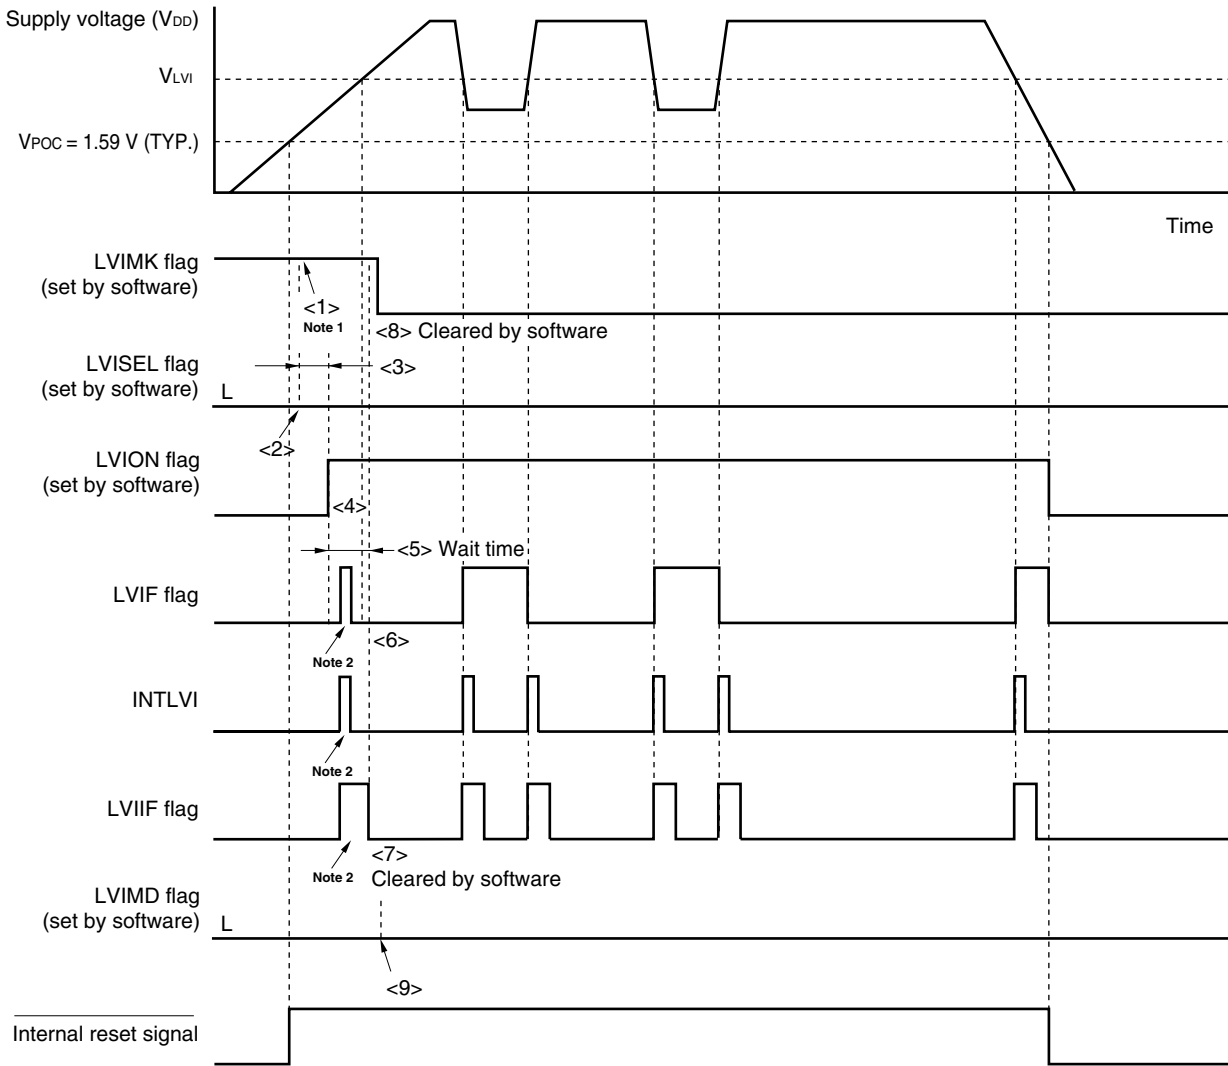 Supply voltage (VDD)
VLVI
VPOC = 1.59 V (TYP.)
Time
LVIMK flag
(set by software)
<1>
Note 1
<8> Cleared by software
LVISEL flag
(set by software)
L
<3>
<2>
LVION flag
(set by software)
<4>
<5> Wait time
LVIF flag
<6>
Note 2
INTLVI
Note 2
LVIIF flag
<7>
Note 2
Cleared by software
LVIMD flag
(set by software)
L
<9>
Internal reset signal